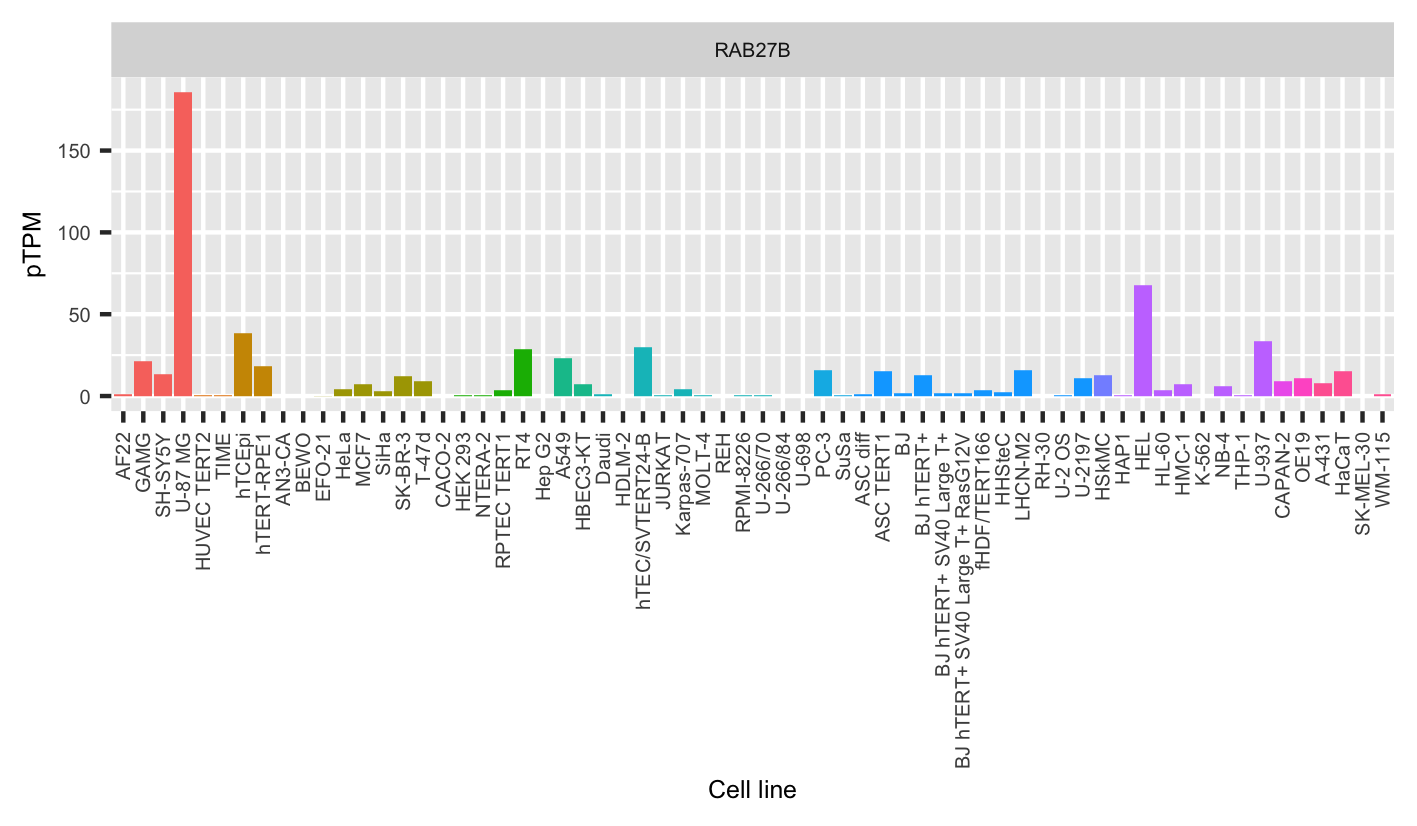 RAB27B
pTPM
150
100
50
0
AF22
GAMG
SH-SY5Y
U-87 MG
HUVEC TERT2
TIME
hTCEpi
hTERT-RPE1
AN3-CA
BEWO
EFO-21
HeLa
MCF7
SiHa
SK-BR-3
T-47d
CACO-2
HEK 293
NTERA-2
RPTEC TERT1
RT4
Hep G2
A549
HBEC3-KT
Daudi
HDLM-2
hTEC/SVTERT24-B
JURKAT
Karpas-707
MOLT-4
REH
RPMI-8226
U-266/70
U-266/84
U-698
PC-3
SuSa
ASC diff
ASC TERT1
BJ
BJ hTERT+
BJ hTERT+ SV40 Large T+
BJ hTERT+ SV40 Large T+ RasG12V
fHDF/TERT166
HHSteC
LHCN-M2
RH-30
U-2 OS
U-2197
HSkMC
HAP1
HEL
HL-60
HMC-1
K-562
NB-4
THP-1
U-937
CAPAN-2
OE19
A-431
HaCaT
SK-MEL-30
WM-115
Cell line